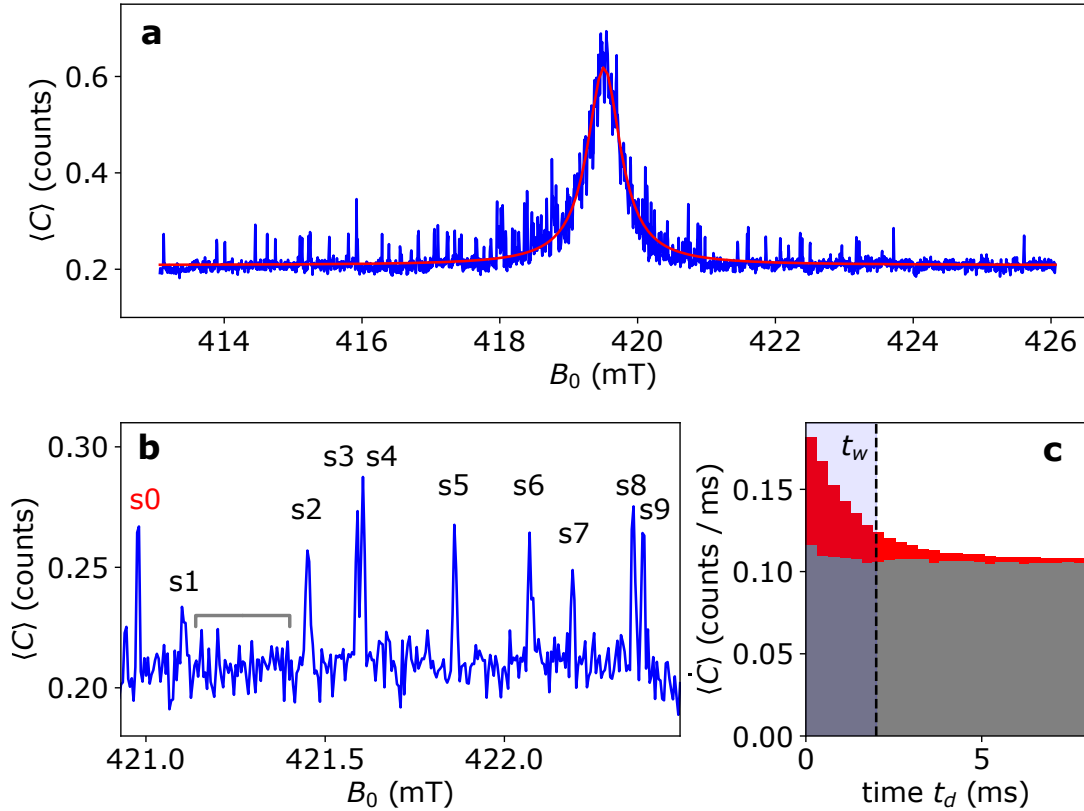 a
⟨C⟩ (counts)
0.6
0.4
0.2
414 416 418 420 422 424 426
B₀ (mT)
b
⟨C⟩ (counts)
0.30
0.25
0.20
s0
s1
s2
s3 s4
s5
s6
s7
s8
s9
421.0 421.5 422.0
B₀ (mT)
c
t_w
⟨Ċ⟩ (counts / ms)
0.15
0.10
0.05
0.00
0 5
time t_d (ms)